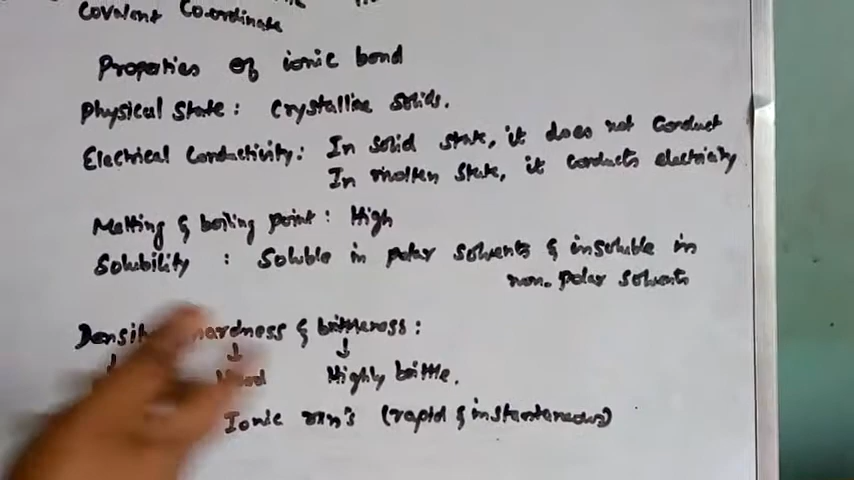 Covalent Co-ordinate
Properties of ionic bond
Physical State : Crystalline solids.
Electrical Conductivity : In solid state, it does not conduct
In molten state, it conducts electricity
Melting & boiling point : High
Solubility : Soluble in polar solvents & insoluble in
non-polar solvents
hardness & brittleness :
↓ ↓ ↓
Highly brittle.
Ionic rxn's (rapid & instantaneous)